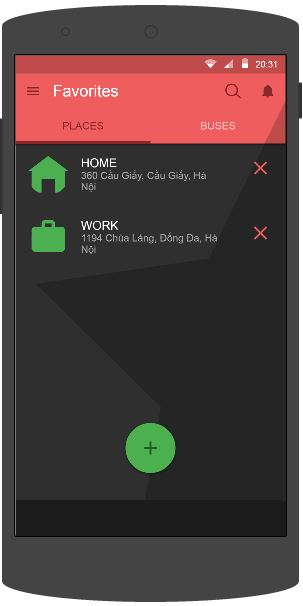 20:31
Favorites
PLACES BUSES
HOME
360 Cầu Giấy, Cầu Giấy, Hà
Nội
WORK
1194 Chùa Láng, Đống Đa, Hà
Nội